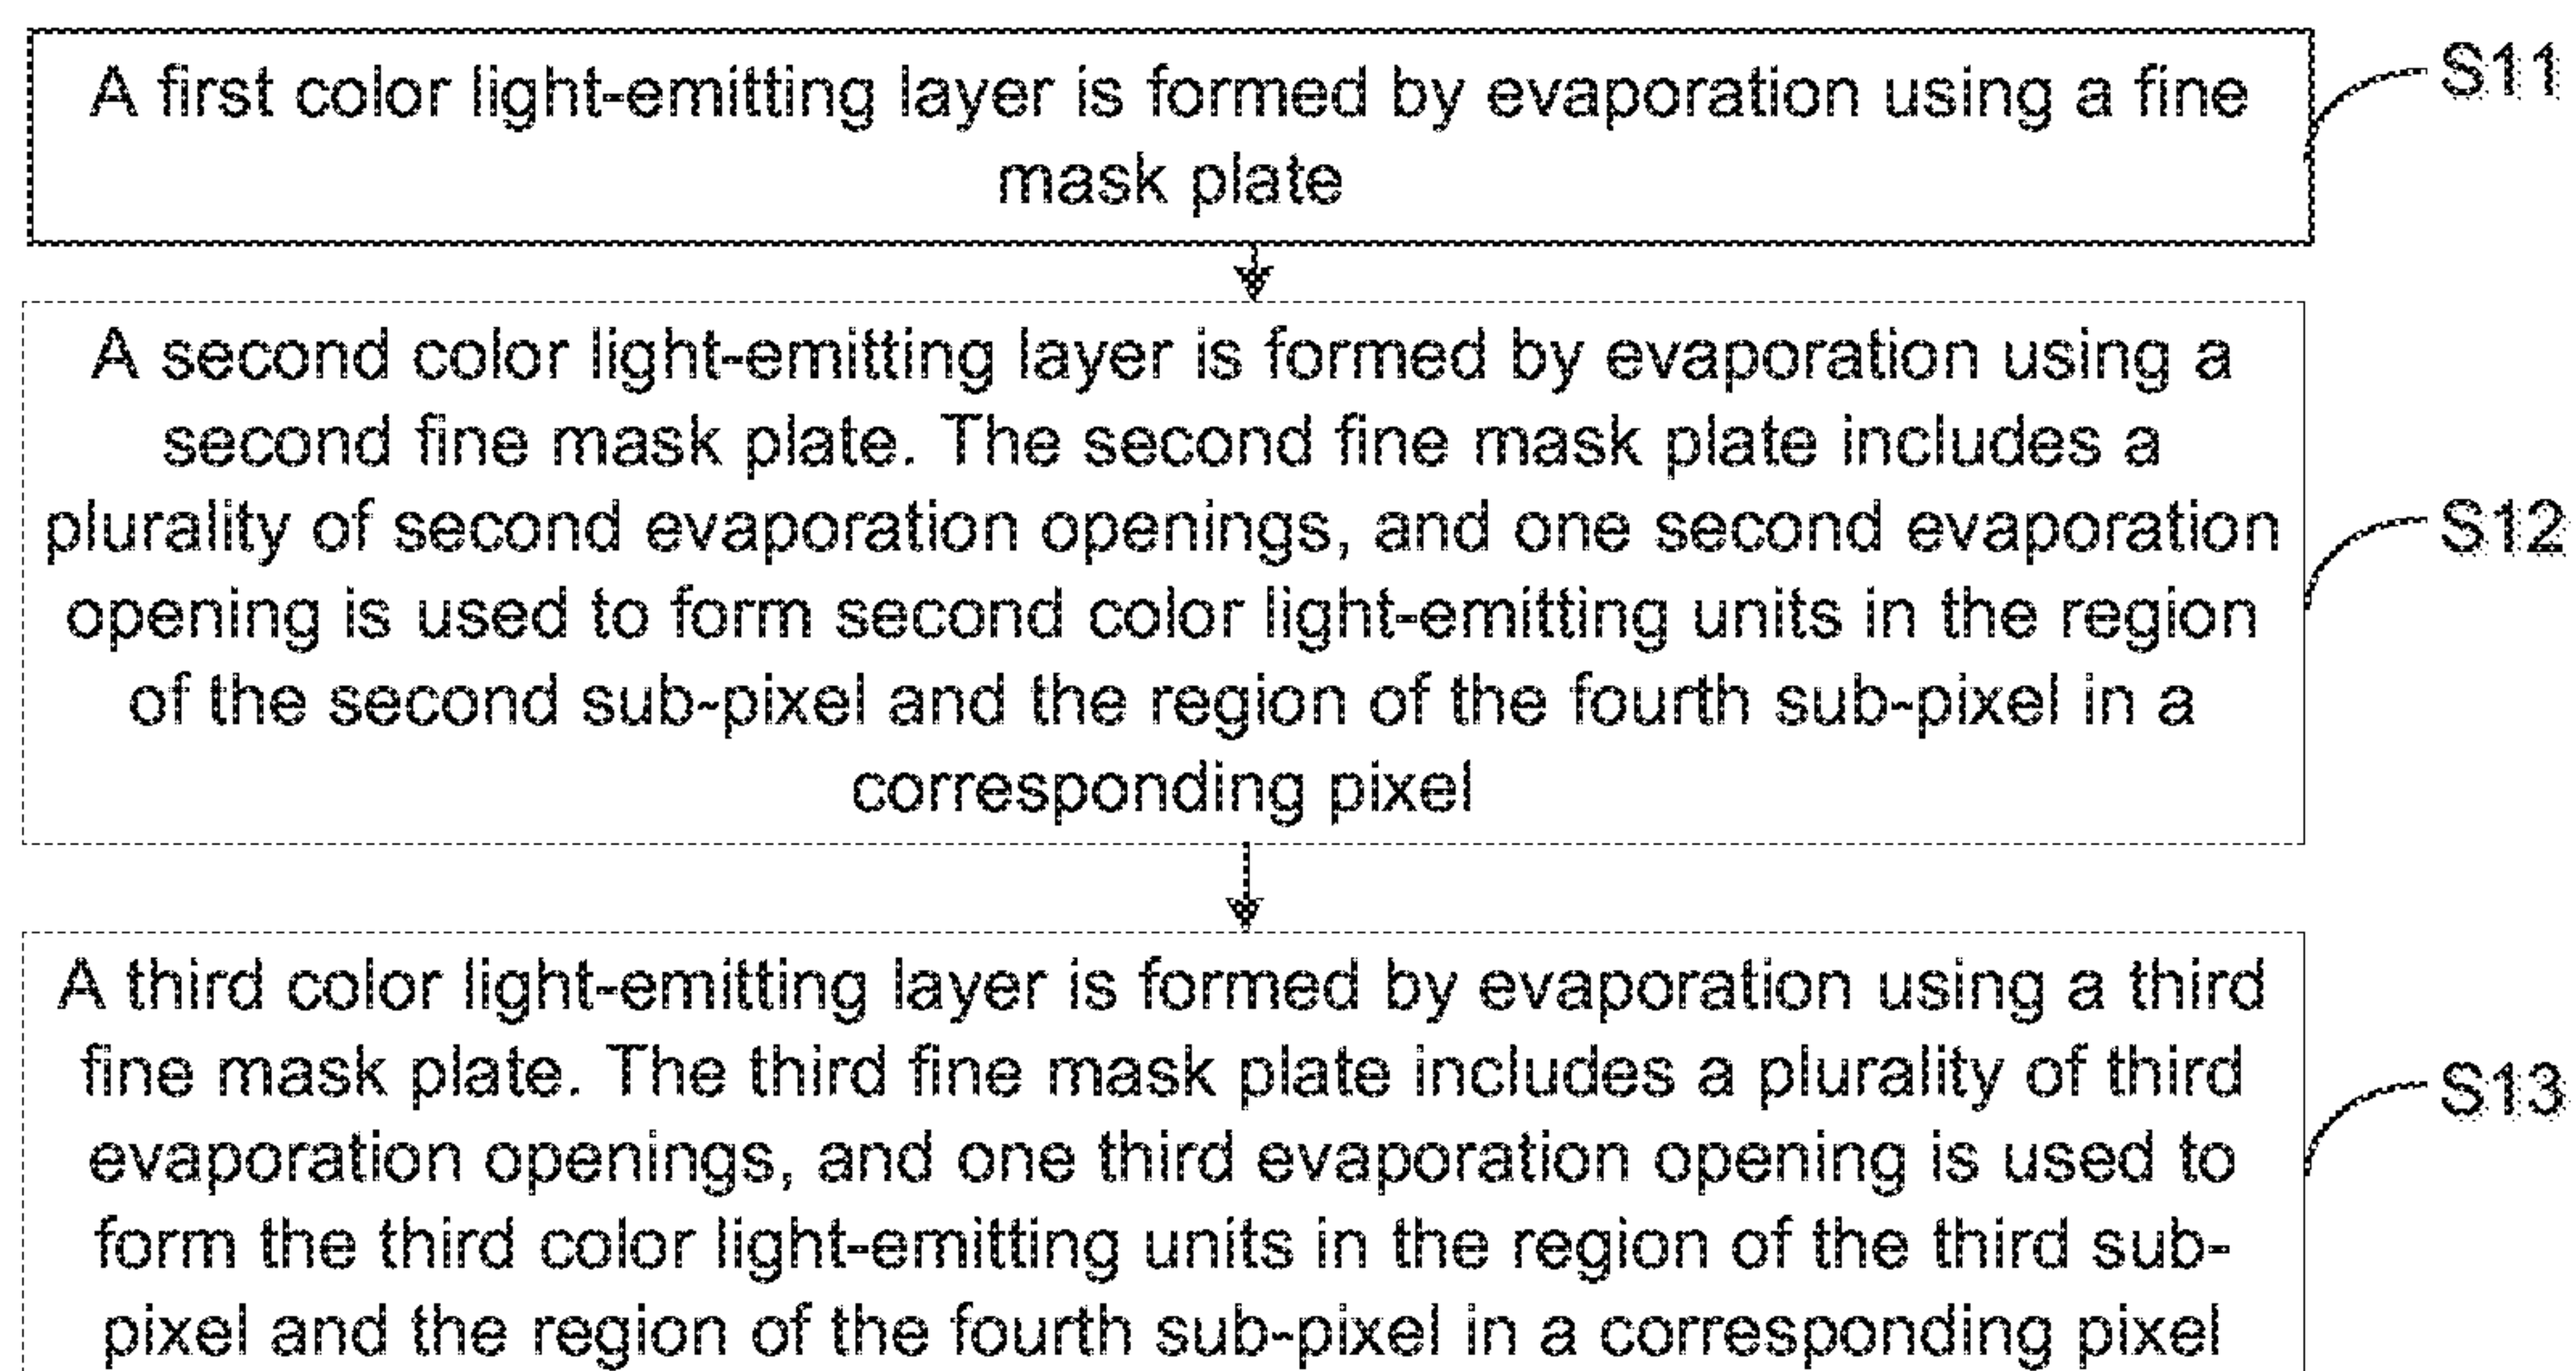 A first color light-emitting layer is formed by evaporation using a fine
mask plate
S11
A second color light-emitting layer is formed by evaporation using a
second fine mask plate. The second fine mask plate includes a
plurality of second evaporation openings, and one second evaporation
opening is used to form second color light-emitting units in the region
of the second sub-pixel and the region of the fourth sub-pixel in a
corresponding pixel
S12
A third color light-emitting layer is formed by evaporation using a third
fine mask plate. The third fine mask plate includes a plurality of third
evaporation openings, and one third evaporation opening is used to
form the third color light-emitting units in the region of the third sub-
pixel and the region of the fourth sub-pixel in a corresponding pixel
S13